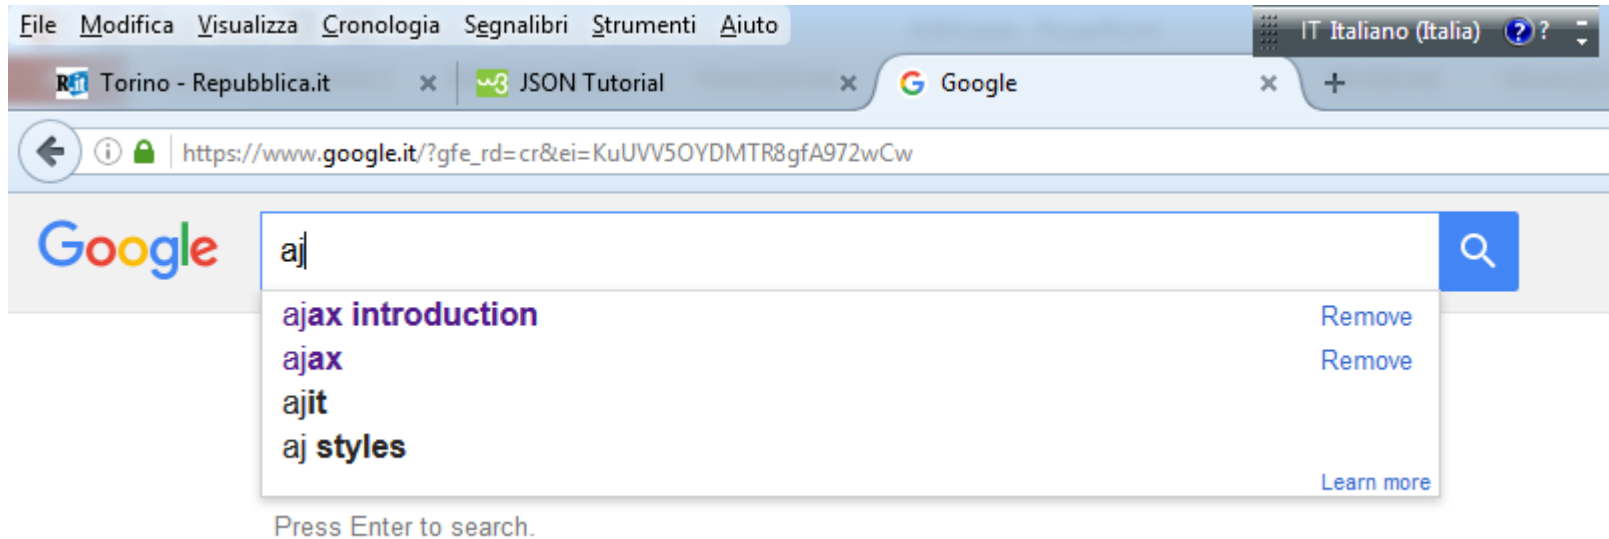 File Modifica Visualizza Cronologia Segnalibri Strumenti Aiuto IT Italiano (Italia) ? ?
R.it Torino - Repubblica.it × w3 JSON Tutorial × G Google × +
https://www.google.it/?gfe_rd=cr&ei=KuUVV5OYDMTR8gfA972wCw
Google aj
ajax introduction Remove
ajax Remove
ajit
aj styles
Learn more
Press Enter to search.